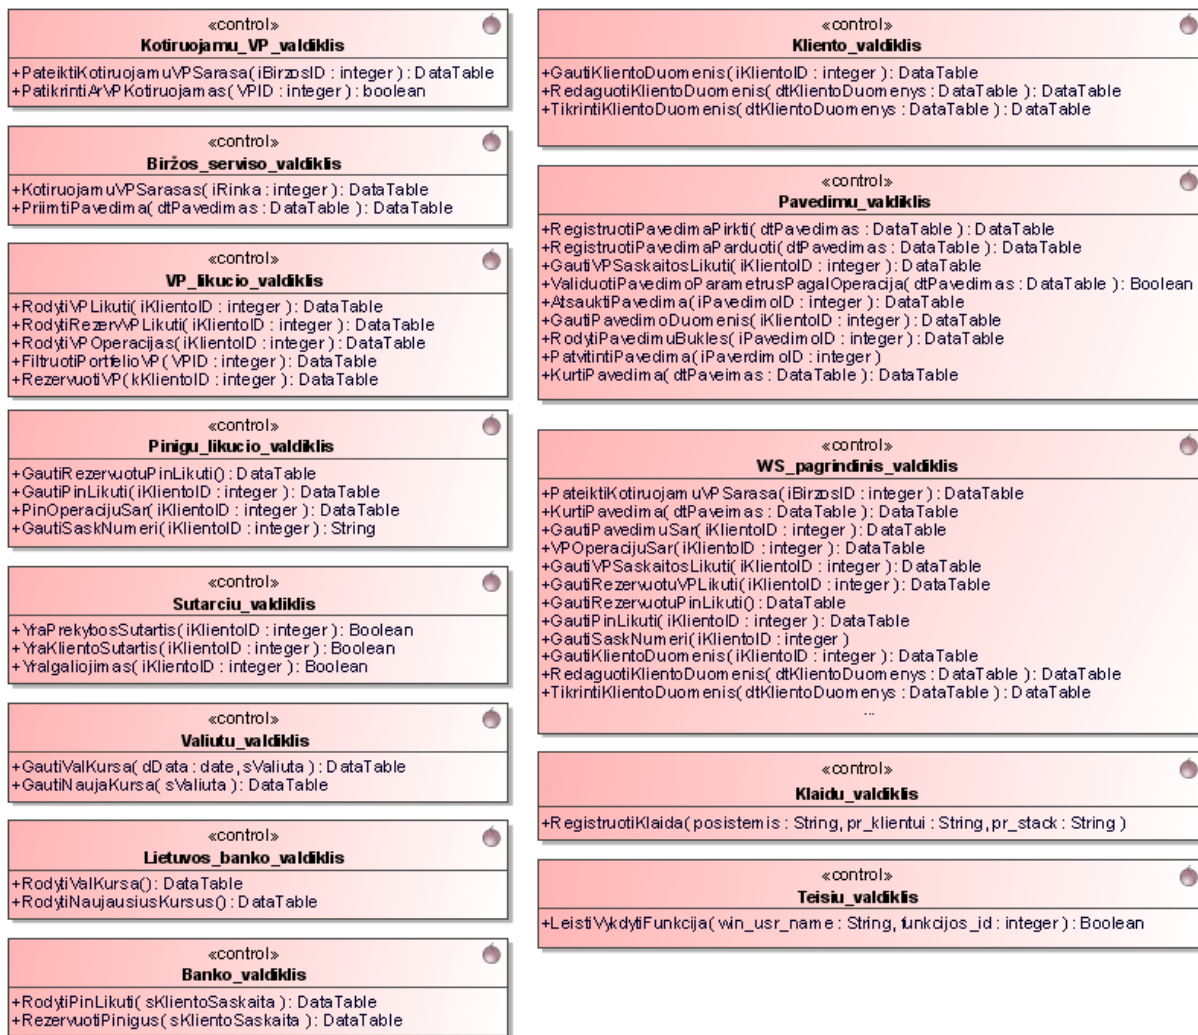 «control»
Kotiruojamu_VP_valdiklis
+PateiktiKotiruojamuVPSarasa( iBirzosID : integer ) : DataTable
+PatikrintiArVPKotiruojamas( VPID : integer ) : boolean
«control»
Biržos_serviso_valdiklis
+KotiruojamuVPSarasas( iRinka : integer ) : DataTable
+PriimtiPavedima( dtPavedimas : DataTable ) : DataTable
«control»
VP_likucio_valdiklis
+RodytiVPLikuti( iKlientoID : integer ) : DataTable
+RodytiRezervVPLikuti( iKlientoID : integer ) : DataTable
+RodytiVPOperacijas( iKlientoID : integer ) : DataTable
+FiltruotiPortfelioVP( VPID : integer ) : DataTable
+RezervuotiVP( kKlientoID : integer ) : DataTable
«control»
Pinigu_likucio_valdiklis
+GautiRezervuotuPinLikuti() : DataTable
+GautiPinLikuti( iKlientoID : integer ) : DataTable
+PinOperacijuSar( iKlientoID : integer ) : DataTable
+GautiSaskNumeri( iKlientoID : integer ) : String
«control»
Sutarciu_valdiklis
+YraPrekybosSutartis( iKlientoID : integer ) : Boolean
+YraKlientoSutartis( iKlientoID : integer ) : Boolean
+YraIgaliojimas( iKlientoID : integer ) : Boolean
«control»
Valiutu_valdiklis
+GautiValKursa( dData : date, sValiuta ) : DataTable
+GautiNaujaKursa( sValiuta ) : DataTable
«control»
Lietuvos_banko_valdiklis
+RodytiValKursa() : DataTable
+RodytiNaujausiusKursus() : DataTable
«control»
Banko_valdiklis
+RodytiPinLikuti( sKlientoSaskaita ) : DataTable
+RezervuotiPinigus( sKlientoSaskaita ) : DataTable
«control»
Kliento_valdiklis
+GautiKlientoDuomenis( iKlientoID : integer ) : DataTable
+RedaguotiKlientoDuomenis( dtKlientoDuomenys : DataTable ) : DataTable
+TikrintiKlientoDuomenis( dtKlientoDuomenys : DataTable ) : DataTable
«control»
Pavedimu_valdiklis
+RegistruotiPavedimaPirkti( dtPavedimas : DataTable ) : DataTable
+RegistruotiPavedimaParduoti( dtPavedimas : DataTable ) : DataTable
+GautiVPSaskaitosLikuti( iKlientoID : integer ) : DataTable
+ValiduotiPavedimoParametrusPagalOperacija( dtPavedimas : DataTable ) : Boolean
+AtsauktiPavedima( iPavedimoID : integer ) : DataTable
+GautiPavedimoDuomenis( iKlientoID : integer ) : DataTable
+RodytiPavedimuBukles( iPavedimoID : integer ) : DataTable
+PatvitintiPavedima( iPaverdimoID : integer )
+KurtiPavedima( dtPaveimas : DataTable ) : DataTable
«control»
WS_pagrindinis_valdiklis
+PateiktiKotiruojamuVPSarasa( iBirzosID : integer ) : DataTable
+KurtiPavedima( dtPaveimas : DataTable ) : DataTable
+GautiPavedimuSar( iKlientoID : integer ) : DataTable
+VPOperacijuSar( iKlientoID : integer ) : DataTable
+GautiVPSaskaitosLikuti( iKlientoID : integer ) : DataTable
+GautiRezervuotuVPLikuti( iKlientoID : integer ) : DataTable
+GautiRezervuotuPinLikuti() : DataTable
+GautiPinLikuti( iKlientoID : integer ) : DataTable
+GautiSaskNumeri( iKlientoID : integer )
+GautiKlientoDuomenis( iKlientoID : integer ) : DataTable
+RedaguotiKlientoDuomenis( dtKlientoDuomenys : DataTable ) : DataTable
+TikrintiKlientoDuomenis( dtKlientoDuomenys : DataTable ) : DataTable
...
«control»
Klaidu_valdiklis
+RegistruotiKlaida( posistemis : String, pr_klientui : String, pr_stack : String )
«control»
Teisiu_valdiklis
+LeistiVykdytiFunkcija( win_usr_name : String, funkcijos_id : integer ) : Boolean